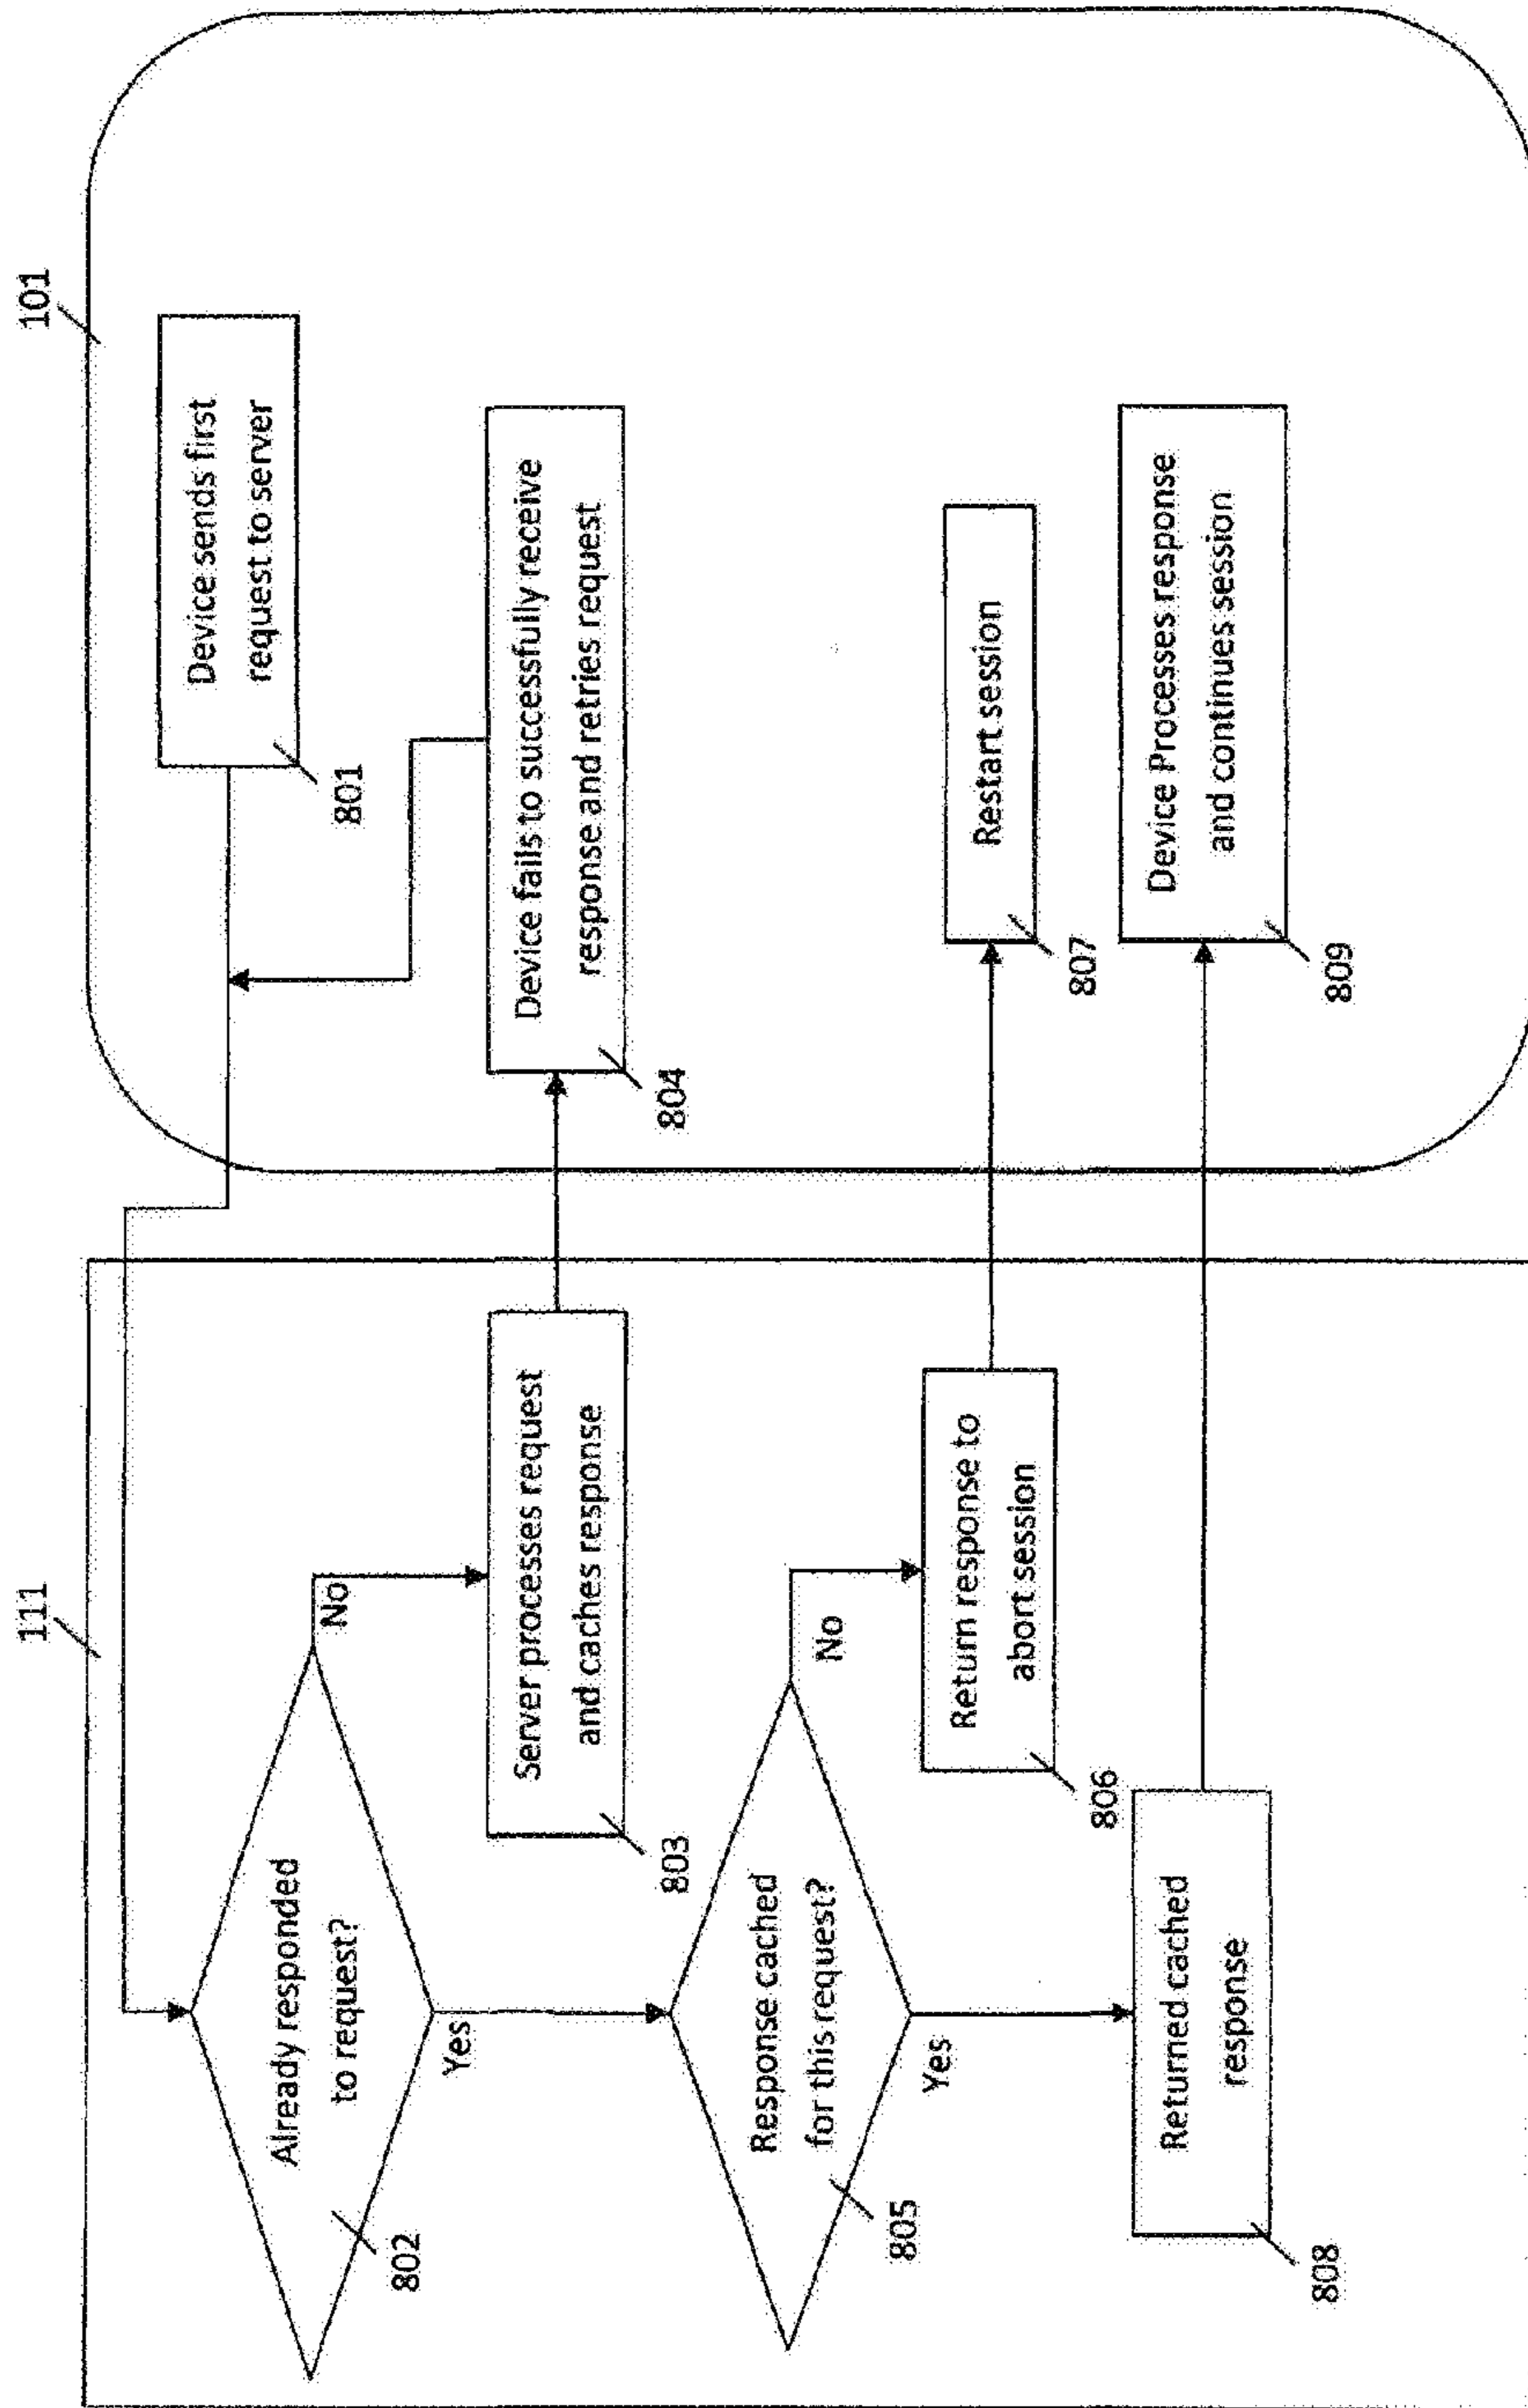 111
101
Already responded
to request?
802
No
Yes
Device sends first
request to server
801
Server processes request
and caches response
803
Device fails to successfully receive
response and retries request
804
Response cached
for this request?
805
No
Yes
Return response to
abort session
806
Restart session
807
Returned cached
response
808
Device Processes response
and continues session
809